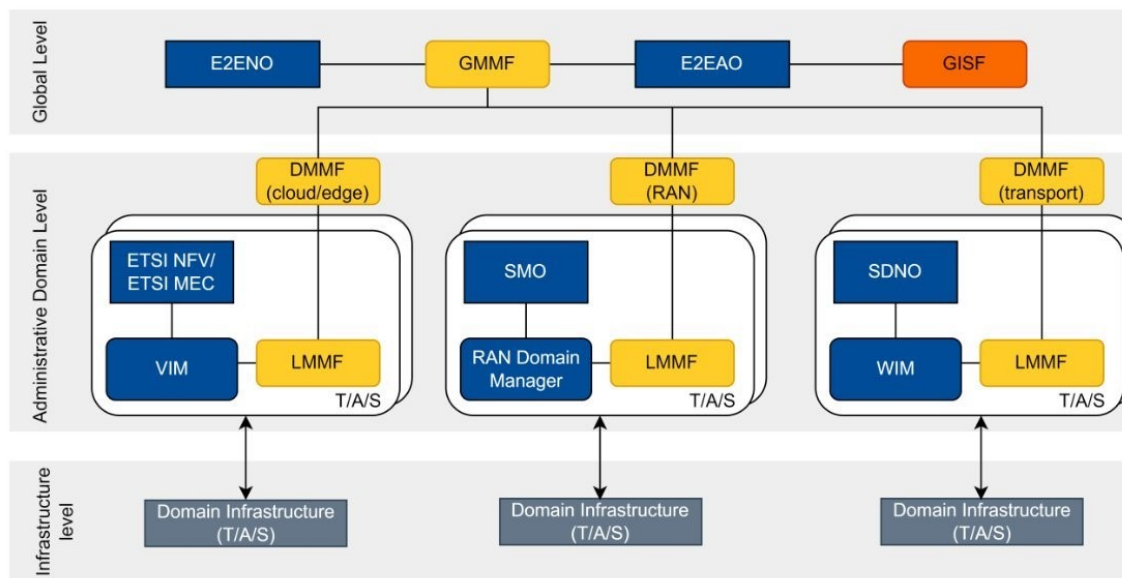 Global Level
E2ENO
GMMF
E2EAO
GISF
Administrative Domain Level
DMMF
(cloud/edge)
DMMF
(RAN)
DMMF
(transport)
ETSI NFV/
ETSI MEC
VIM
LMMF
T/A/S
SMO
RAN Domain
Manager
LMMF
T/A/S
SDNO
WIM
LMMF
T/A/S
Infrastructure
level
Domain Infrastructure
(T/A/S)
Domain Infrastructure
(T/A/S)
Domain Infrastructure
(T/A/S)